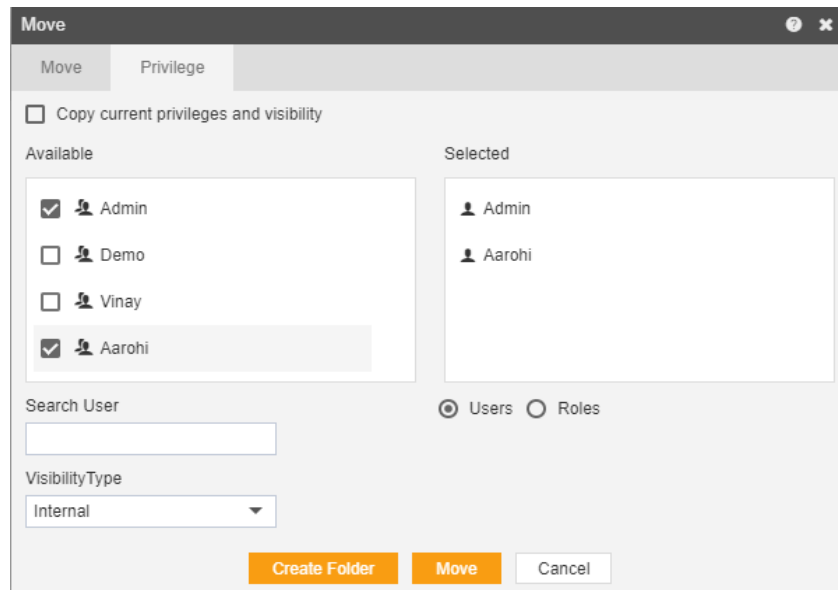 Move
Move Privilege
Copy current privileges and visibility
Available
Selected
Admin
Demo
Vinay
Aarohi
Admin
Aarohi
Search User
Users Roles
VisibilityType
Internal
Create Folder Move Cancel